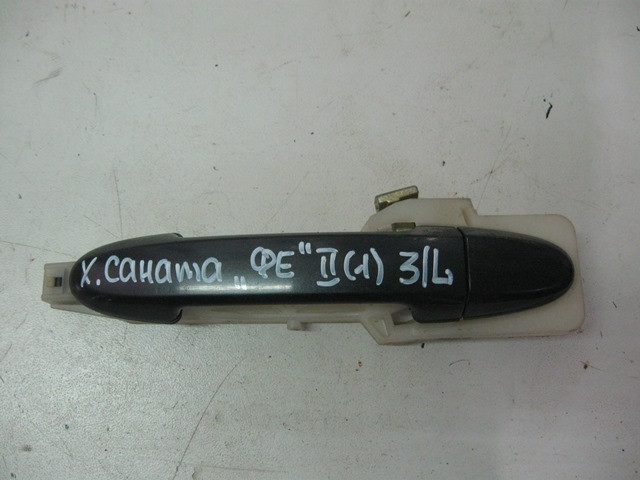 х. саната „ФЕ“ II (1) 3/L